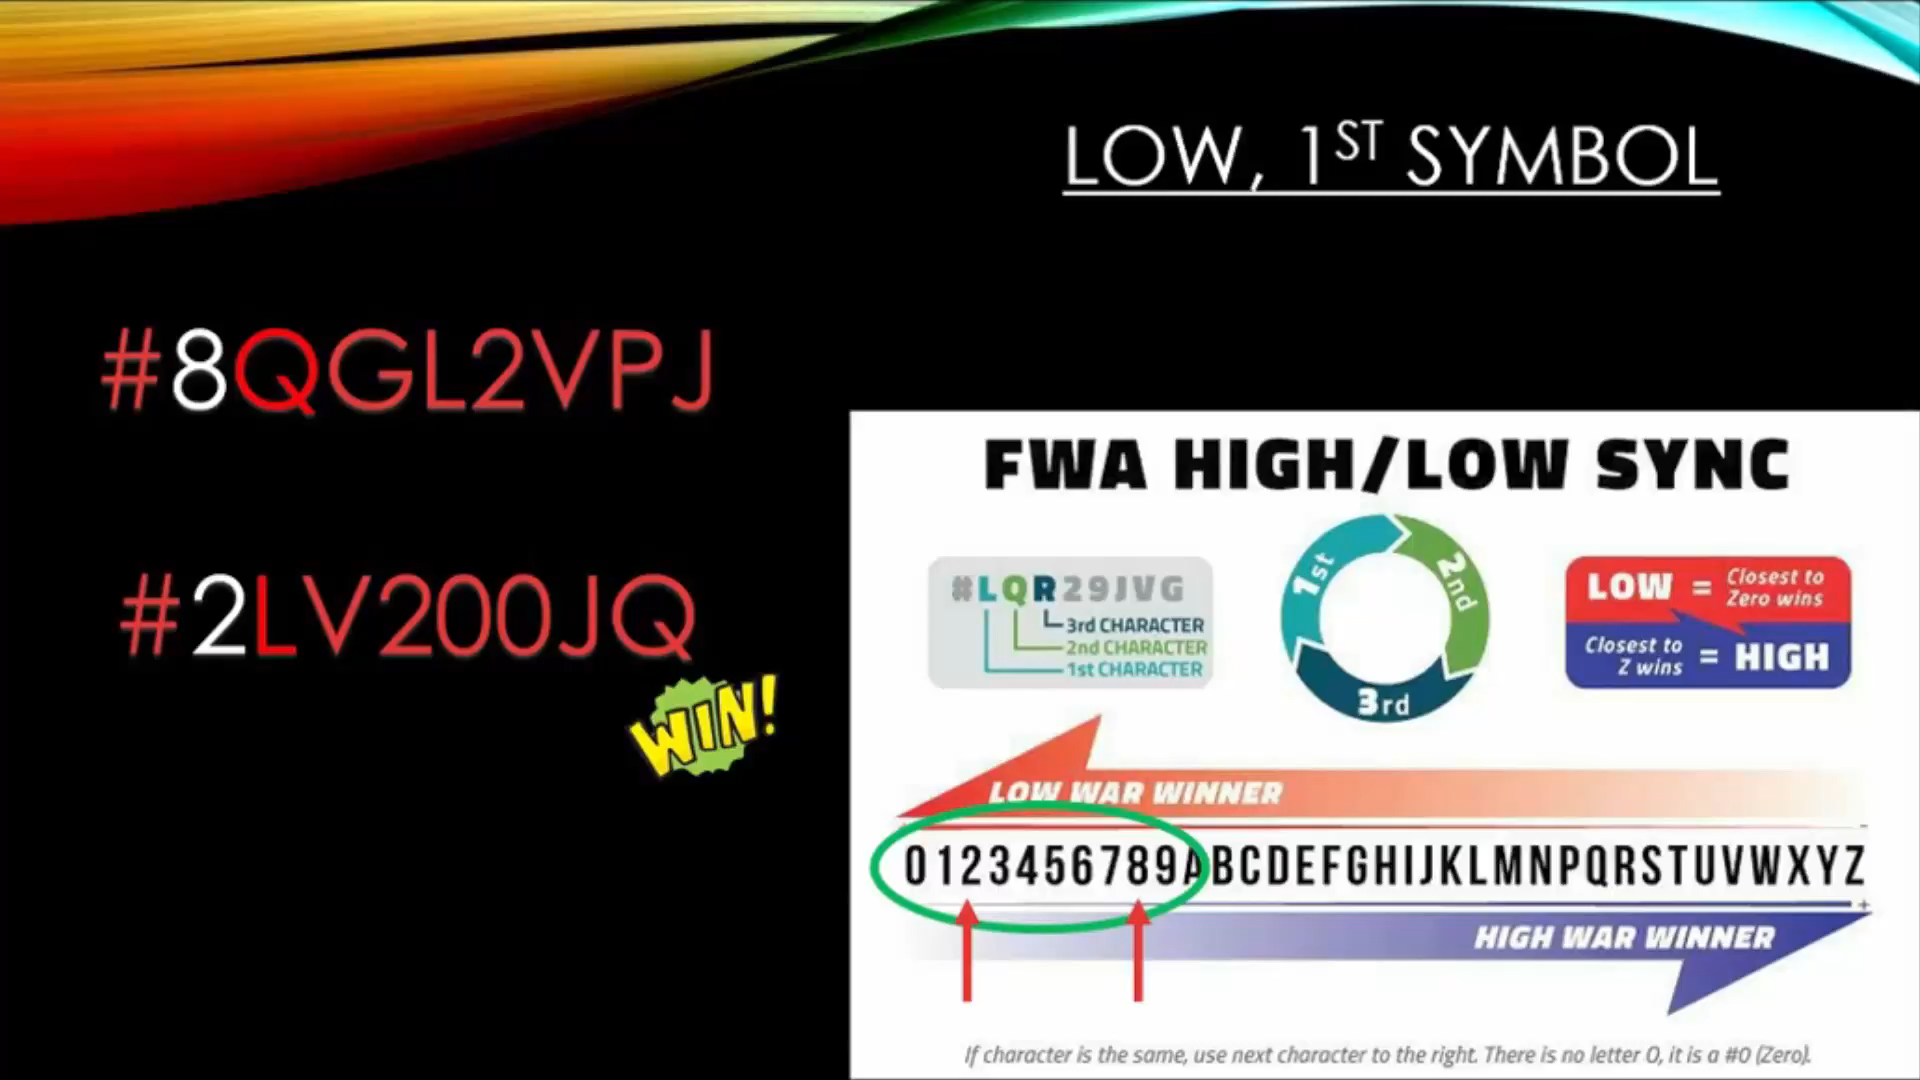 LOW, 1ST SYMBOL
#8QGL2VPJ
#2LV200JQ
WIN!
FWA HIGH/LOW SYNC
#LQR29JVG
3rd CHARACTER
2nd CHARACTER
1st CHARACTER
1st
2nd
3rd
LOW = Closest to Zero wins
Closest to Z wins = HIGH
LOW WAR WINNER
0123456789ABCDEFGHIJKLMNPQRSTUVWXYZ
HIGH WAR WINNER
If character is the same, use next character to the right. There is no letter O, it is a #0 (Zero).